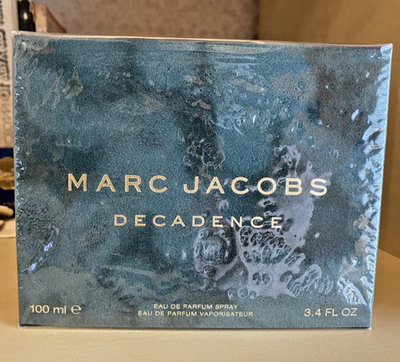 MARC JACOBS
DECADENCE
EAU DE PARFUM SPRAY
EAU DE PARFUM VAPORISATEUR
100 ml ℮
3.4 FL OZ